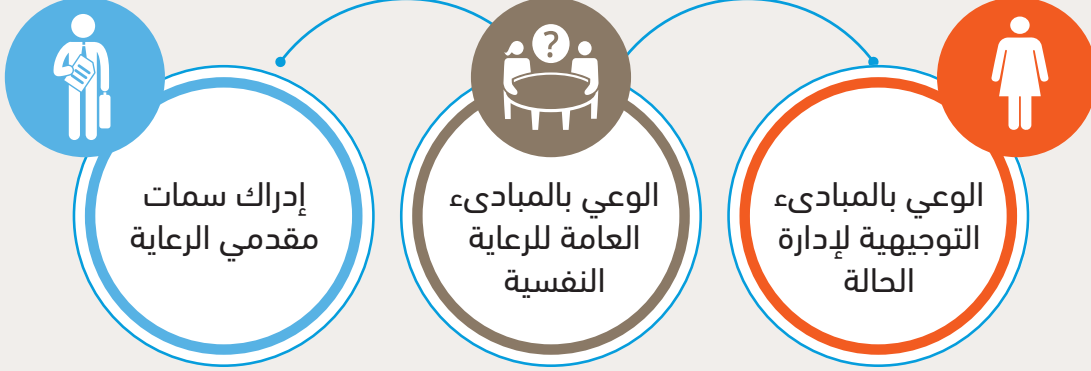 الوعي بالمبادىء
التوجيهية لإدارة
الحالة
الوعي بالمبادىء
العامة للرعاية
النفسية
إدراك سمات
مقدمي الرعاية
?